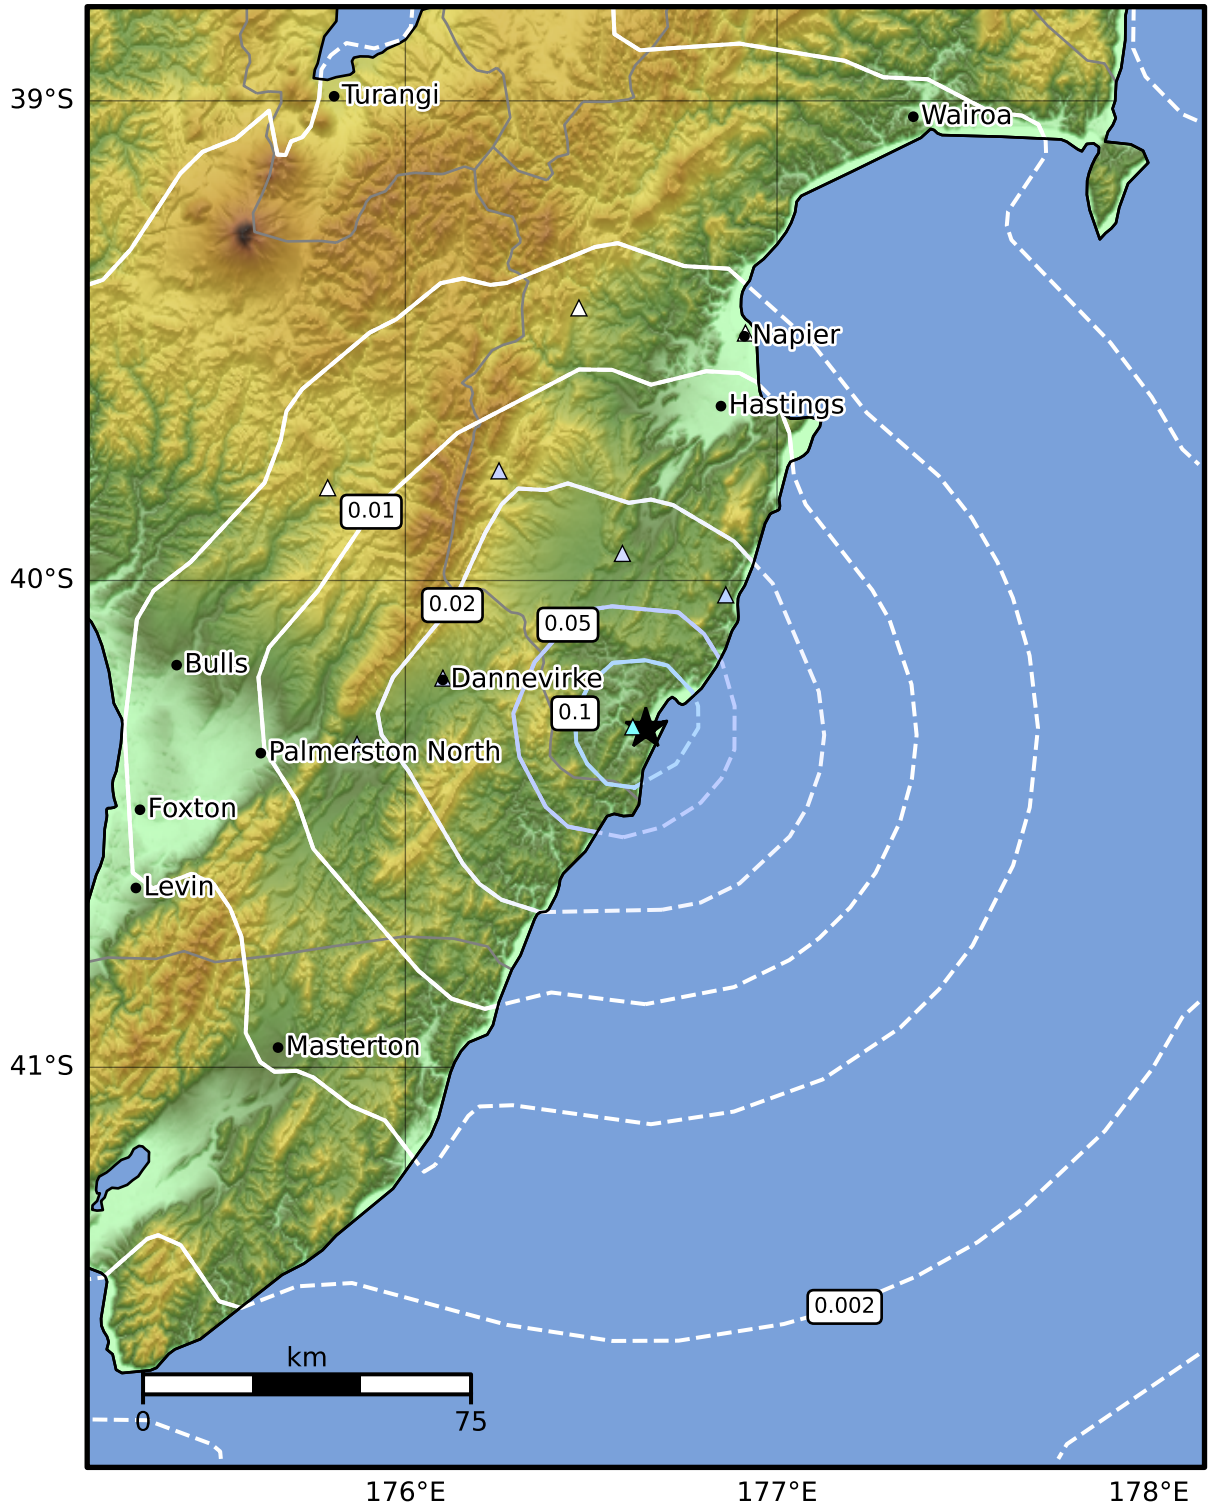 39°S
Turangi
Wairoa
Napier
Hastings
0.01
40°S
0.02
0.05
Bulls
Dannevirke
0.1
Palmerston North
Foxton
Levin
Masterton
41°S
0.002
km
0
75
176°E
177°E
178°E